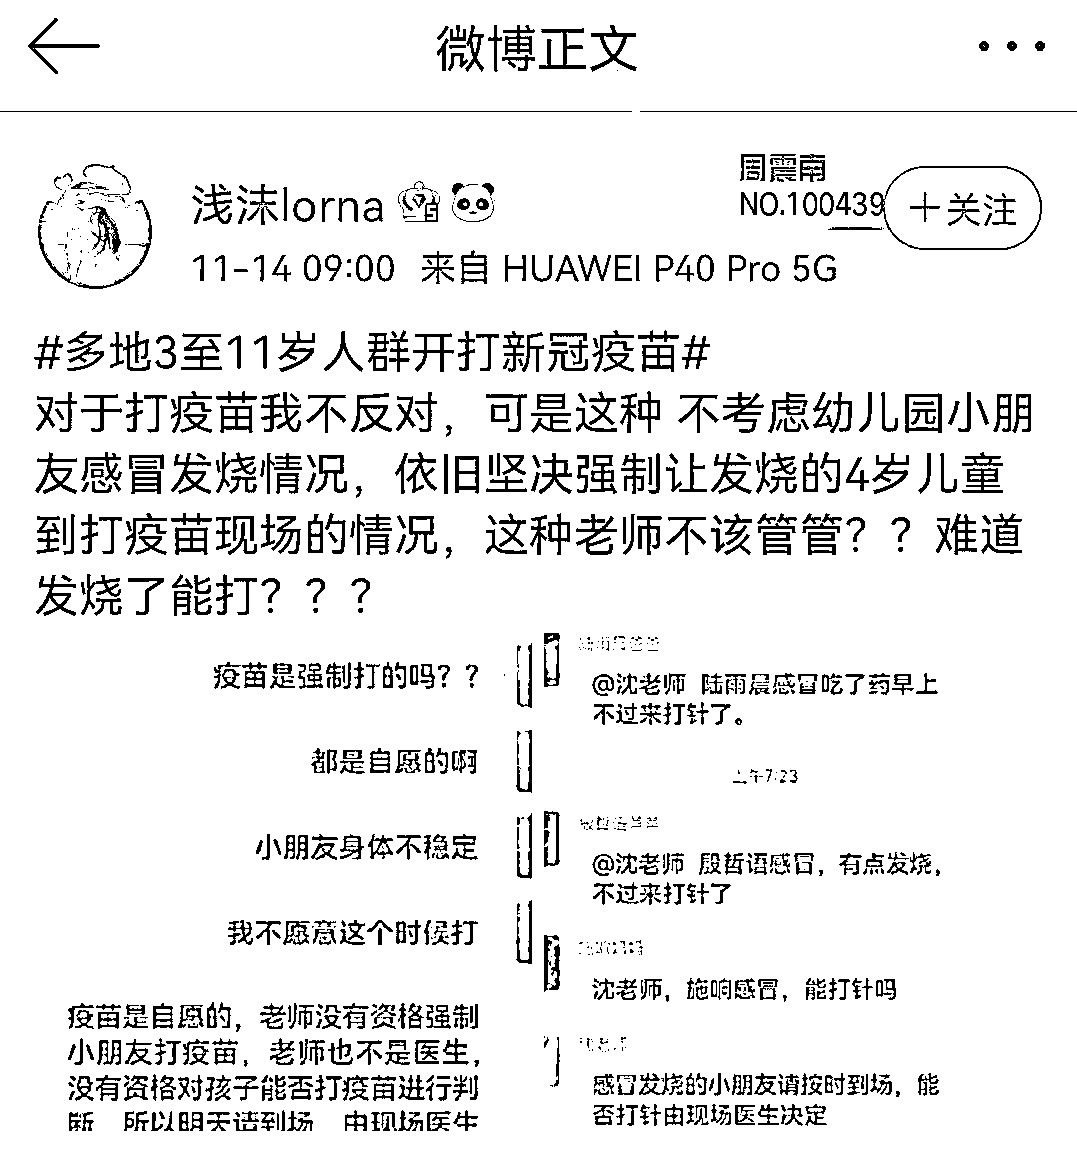 微博正文
周震南
浅沫lorna
NO.100439
+关注
11-14 09:00 来自 HUAWEI P40 Pro 5G
#多地3至11岁人群开打新冠疫苗#
对于打疫苗我不反对，可是这种 不考虑幼儿园小朋
友感冒发烧情况，依旧坚决强制让发烧的4岁儿童
到打疫苗现场的情况，这种老师不该管管？？难道
发烧了能打？？？
疫苗是强制打的吗？？
都是自愿的啊
小朋友身体不稳定
我不愿意这个时候打
疫苗是自愿的，老师没有资格强制
小朋友打疫苗，老师也不是医生，
没有资格对孩子能否打疫苗进行判
断 所以明天请到场 由现场医生
@沈老师 陆雨晨感冒吃了药早上
不过来打针了。
上午7:23
@沈老师 殷哲语感冒，有点发烧，
不过来打针了
沈老师，施响感冒，能打针吗
感冒发烧的小朋友请按时到场，能
否打针由现场医生决定